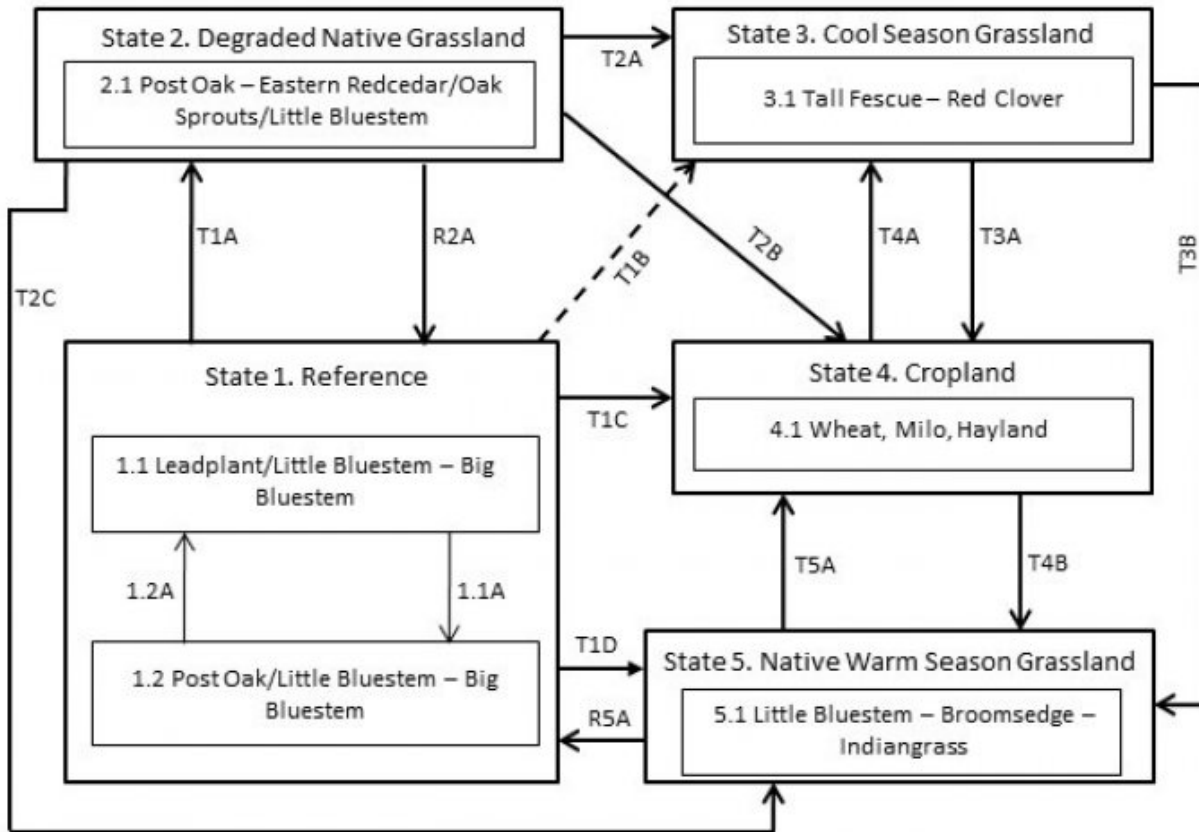 State 2. Degraded Native Grassland
2.1 Post Oak – Eastern Redcedar/Oak
Sprouts/Little Bluestem
T2A
State 3. Cool Season Grassland
3.1 Tall Fescue – Red Clover
T1A
R2A
T1B
T2B
T4A
T3A
T3B
T2C
State 1. Reference
1.1 Leadplant/Little Bluestem – Big
Bluestem
1.2A
1.1A
1.2 Post Oak/Little Bluestem – Big
Bluestem
T1C
State 4. Cropland
4.1 Wheat, Milo, Hayland
T5A
T4B
T1D
R5A
State 5. Native Warm Season Grassland
5.1 Little Bluestem – Broomsedge –
Indiangrass